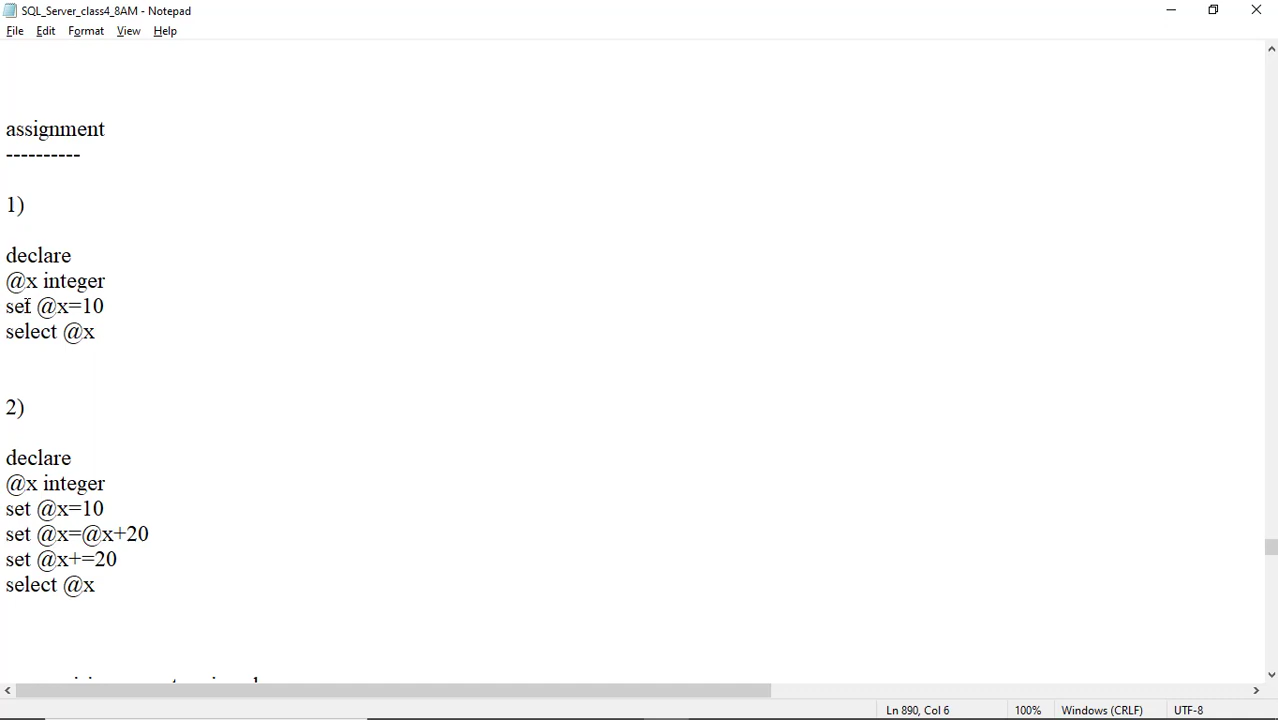 SQL_Server_class4_8AM - Notepad
File Edit Format View Help
assignment
----------
1)
declare
@x integer
set @x=10
select @x
2)
declare
@x integer
set @x=10
set @x=@x+20
set @x+=20
select @x
Ln 890, Col 6 100% Windows (CRLF) UTF-8